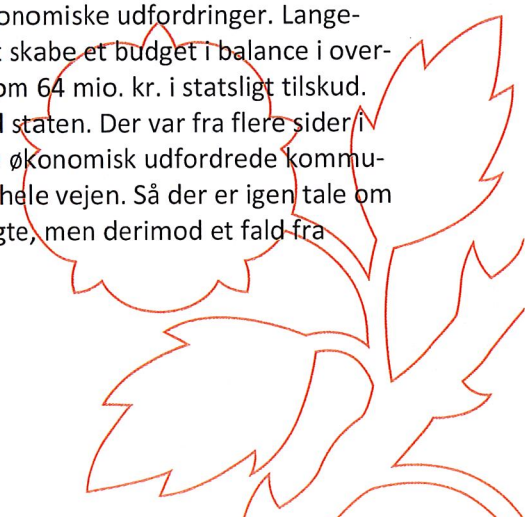 onomiske udfordringer. Lange-
t skabe et budget i balance i over-
om 64 mio. kr. i statsligt tilskud.
l staten. Der var fra flere sider i
økonomisk udfordrede kommu-
hele vejen. Så der er igen tale om
gte, men derimod et fald fra